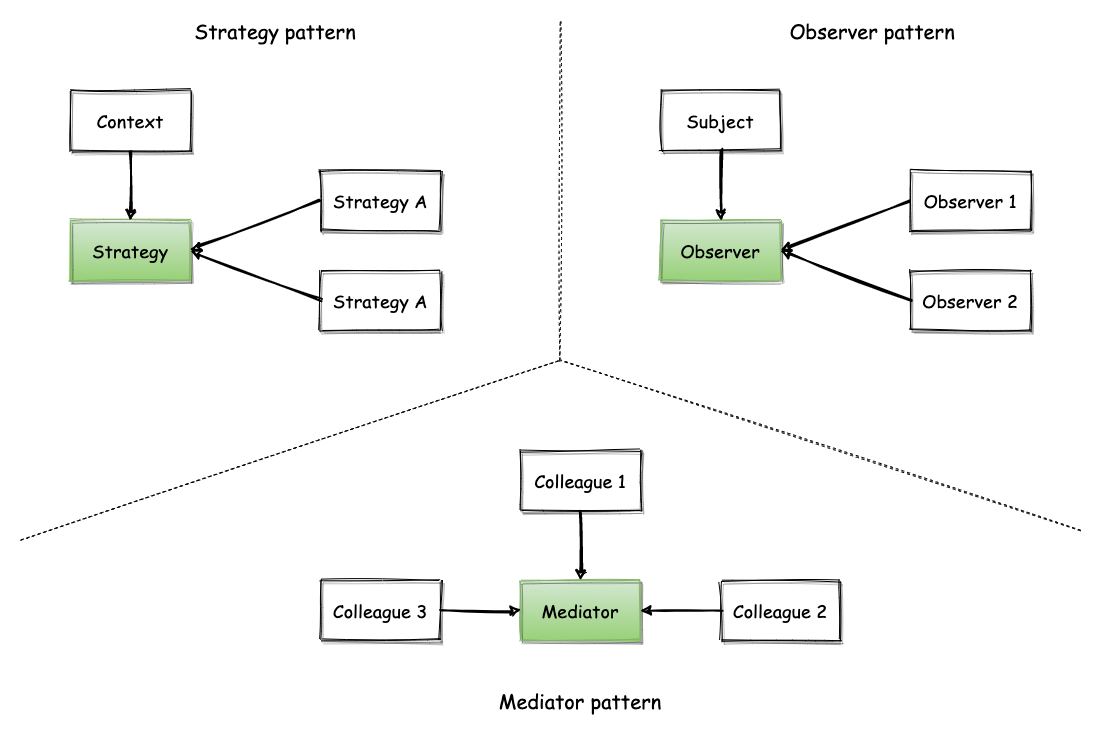 Strategy pattern
Context
Strategy A
Strategy
Strategy A
Observer pattern
Subject
Observer 1
Observer
Observer 2
Colleague 1
Colleague 3
Mediator
Colleague 2
Mediator pattern